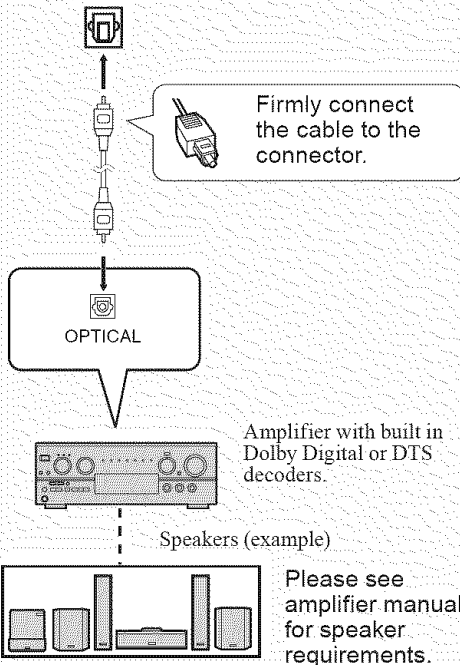 Firmly connect
the cable to the
connector.
OPTICAL
Amplifier with built in
Dolby Digital or DTS
decoders.
Speakers (example)
Please see
amplifier manual
for speaker
requirements.